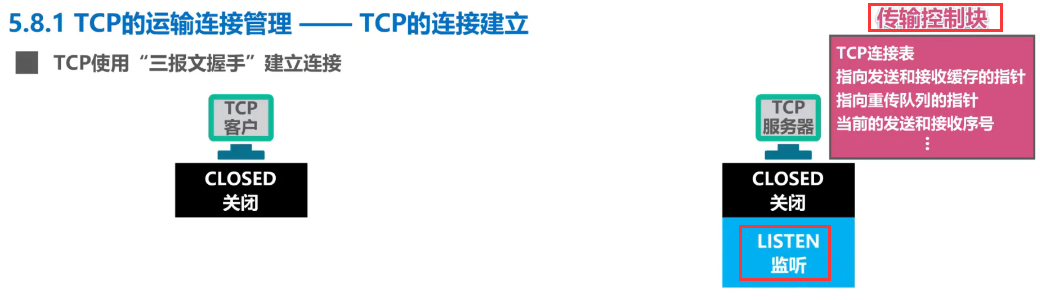 5.8.1 TCP的运输连接管理 —— TCP的连接建立
传输控制块
TCP使用“三报文握手”建立连接
TCP连接表
指向发送和接收缓存的指针
指向重传队列的指针
当前的发送和接收序号
⋮
TCP
客户
TCP
服务器
CLOSED
关闭
CLOSED
关闭
LISTEN
监听